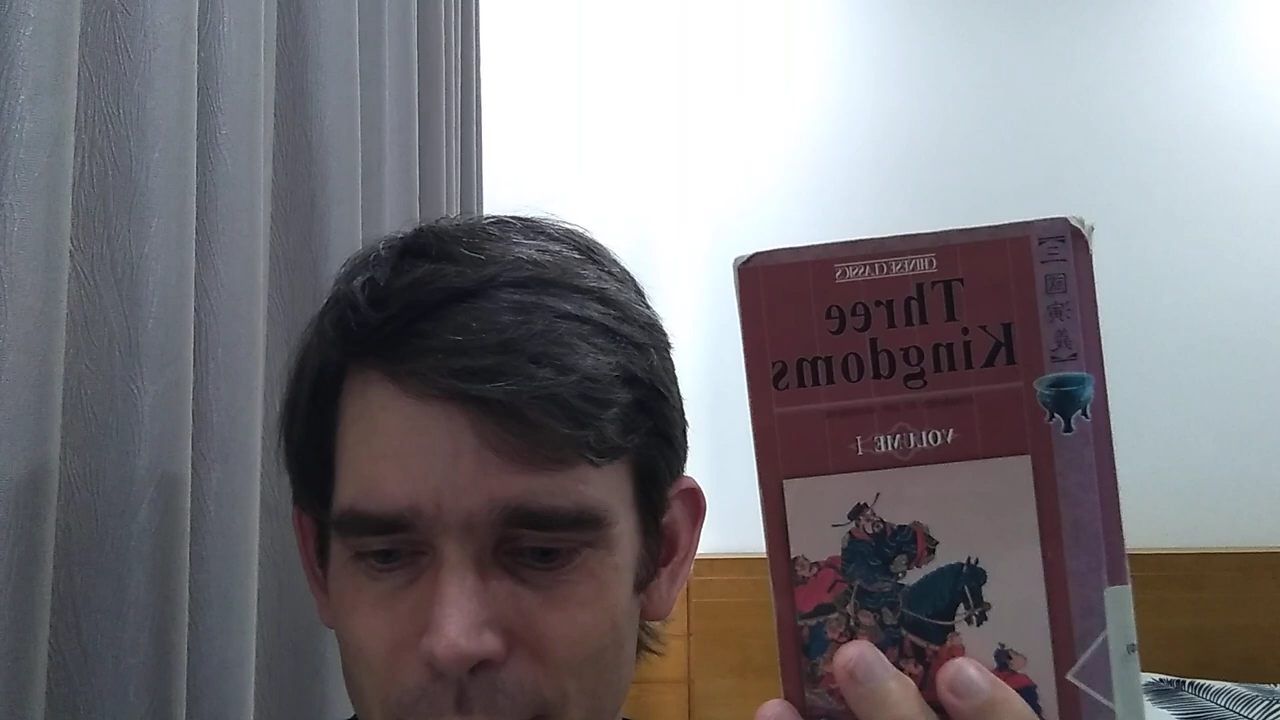 CHINESE CLASSICS
Three
Kingdoms
VOLUME I
【三國演義】